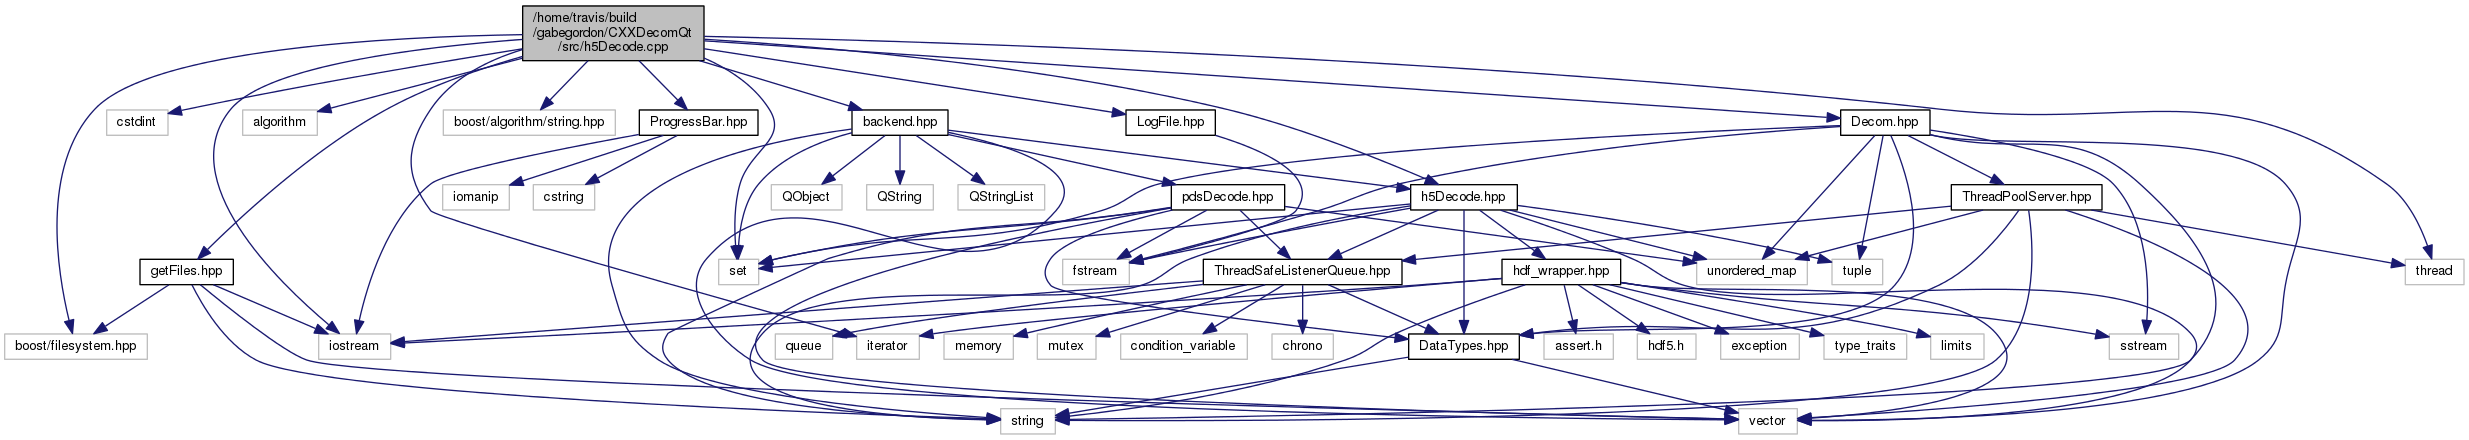 /home/travis/build
/gabegordon/CXXDecomQt
/src/h5Decode.cpp
cstdint
algorithm
boost/algorithm/string.hpp
ProgressBar.hpp
backend.hpp
LogFile.hpp
Decom.hpp
iomanip
cstring
QObject
QString
QStringList
pdsDecode.hpp
h5Decode.hpp
ThreadPoolServer.hpp
getFiles.hpp
set
fstream
ThreadSafeListenerQueue.hpp
hdf_wrapper.hpp
unordered_map
tuple
thread
boost/filesystem.hpp
iostream
queue
iterator
memory
mutex
condition_variable
chrono
DataTypes.hpp
assert.h
hdf5.h
exception
type_traits
limits
sstream
string
vector